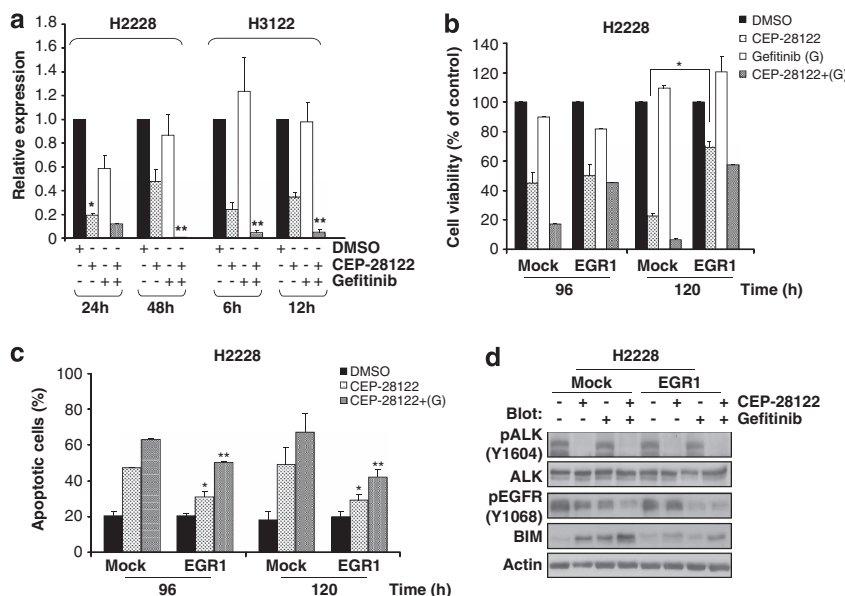 a
H2228 H3122
Relative expression
1.8
1.6
1.4
1.2
1.0
0.8
0.6
0.4
0.2
0
* ** ** **
+ - - - + - - - + - - - + - - - DMSO
- + - + - + - + - + - + - + - + CEP-28122
- - + + - - + + - - + + - - + + Gefitinib
24h 48h 6h 12h
b
H2228
DMSO
CEP-28122
Gefitinib (G)
CEP-28122+(G)
Cell viability (% of control)
140
120
100
80
60
40
20
0
*
Mock EGR1 Mock EGR1
96 120 Time (h)
c
H2228
DMSO
CEP-28122
CEP-28122+(G)
Apoptotic cells (%)
100
80
60
40
20
0
* ** * **
Mock EGR1 Mock EGR1
96 120 Time (h)
d
H2228
Mock EGR1
- + - + - + - + CEP-28122
Blot: - - + + - - + + Gefitinib
pALK
(Y1604)
ALK
pEGFR
(Y1068)
BIM
Actin